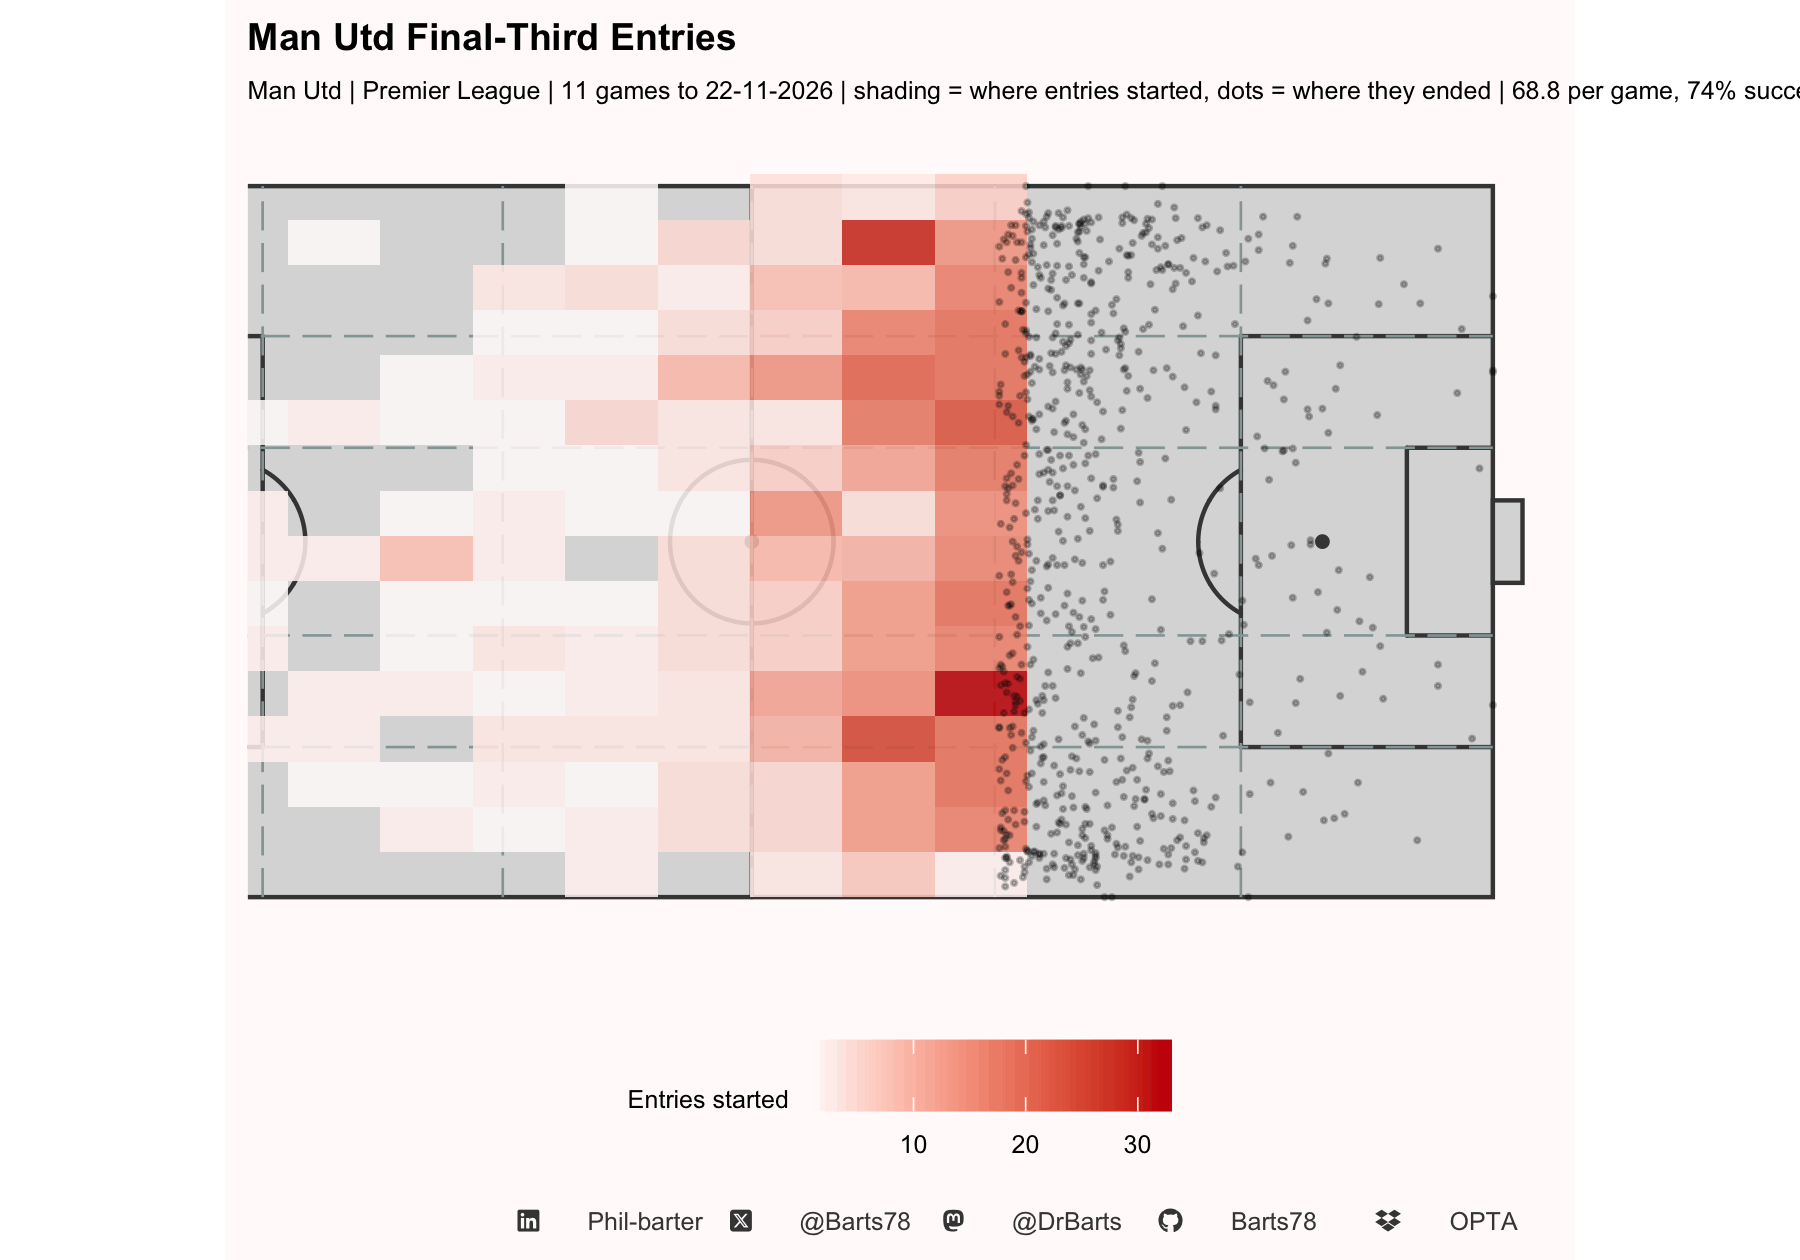 Man Utd Final-Third Entries
Man Utd | Premier League | 11 games to 22-11-2026 | shading = where entries started, dots = where they ended | 68.8 per game, 74%
Entries started
10 20 30
Phil-barter @Barts78 @DrBarts Barts78 OPTA